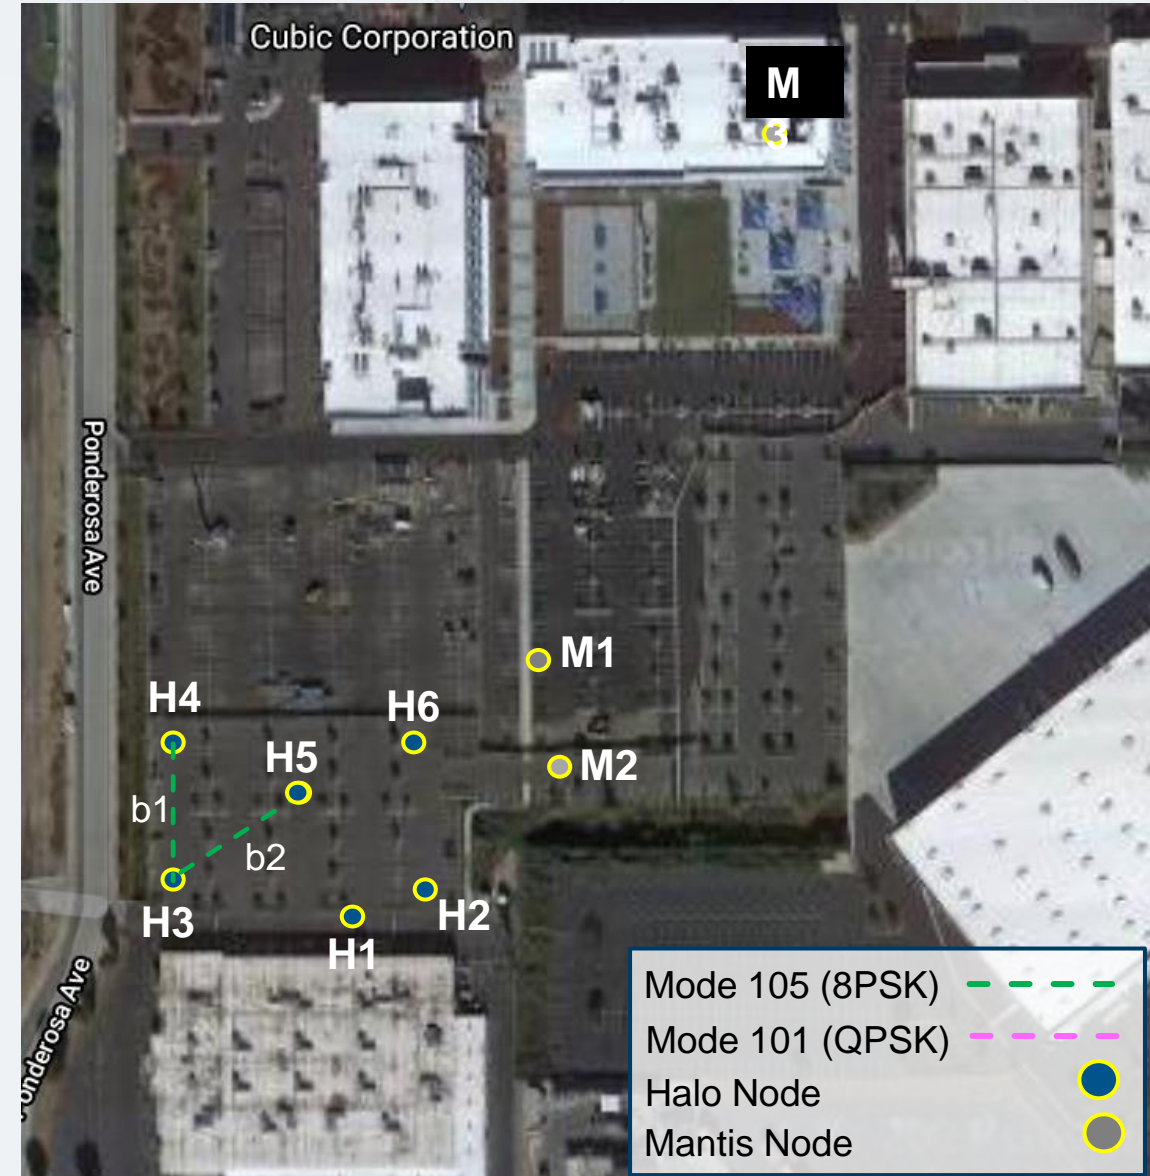 Cubic Corporation
M
3
Ponderosa Ave
M1
H4
H6
H5
M2
b1
b2
H3
H2
H1
Ponderosa Ave
Mode 105 (8PSK)
Mode 101 (QPSK)
Halo Node
Mantis Node